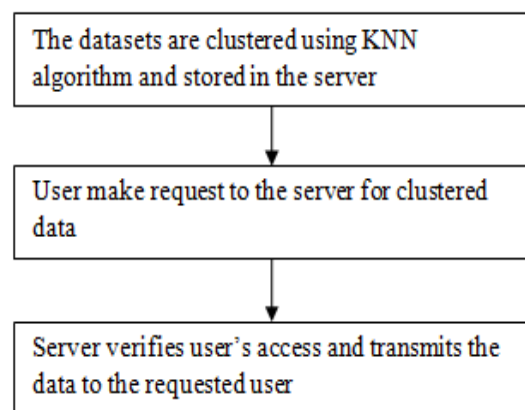 The datasets are clustered using KNN
algorithm and stored in the server
User make request to the server for clustered
data
Server verifies user’s access and transmits the
data to the requested user